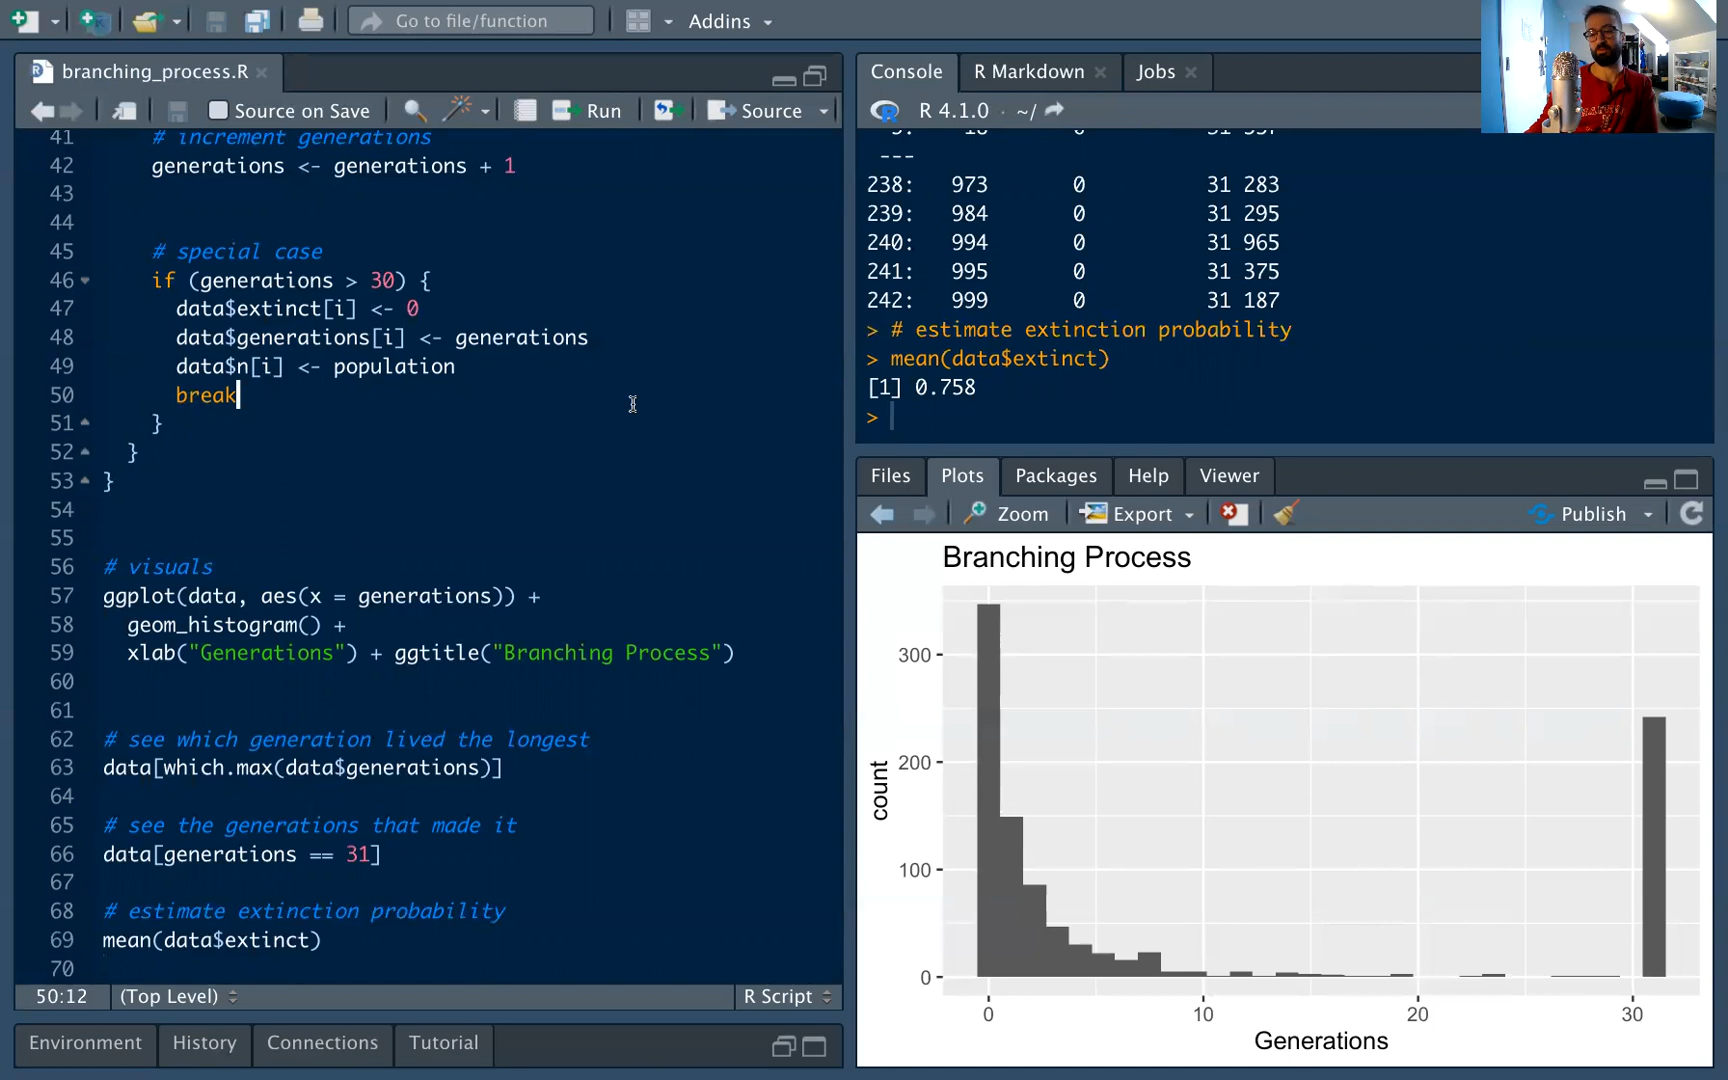 Go to file/function
Addins
branching_process.R
Source on Save
Run
Source
41 # increment generations
42 generations <- generations + 1
43
44
45 # special case
46 if (generations > 30) {
47 data$extinct[i] <- 0
48 data$generations[i] <- generations
49 data$n[i] <- population
50 break
51 }
52 }
53 }
54
55
56 # visuals
57 ggplot(data, aes(x = generations)) +
58 geom_histogram() +
59 xlab("Generations") + ggtitle("Branching Process")
60
61
62 # see which generation lived the longest
63 data[which.max(data$generations)]
64
65 # see the generations that made it
66 data[generations == 31]
67
68 # estimate extinction probability
69 mean(data$extinct)
70
50:12 (Top Level) R Script
Environment History Connections Tutorial
Console R Markdown Jobs
R 4.1.0 · ~/
---
238: 973 0 31 283
239: 984 0 31 295
240: 994 0 31 965
241: 995 0 31 375
242: 999 0 31 187
> # estimate extinction probability
> mean(data$extinct)
[1] 0.758
>
Files Plots Packages Help Viewer
Zoom Export Publish
Branching Process
300
200
100
0
count
0 10 20 30
Generations